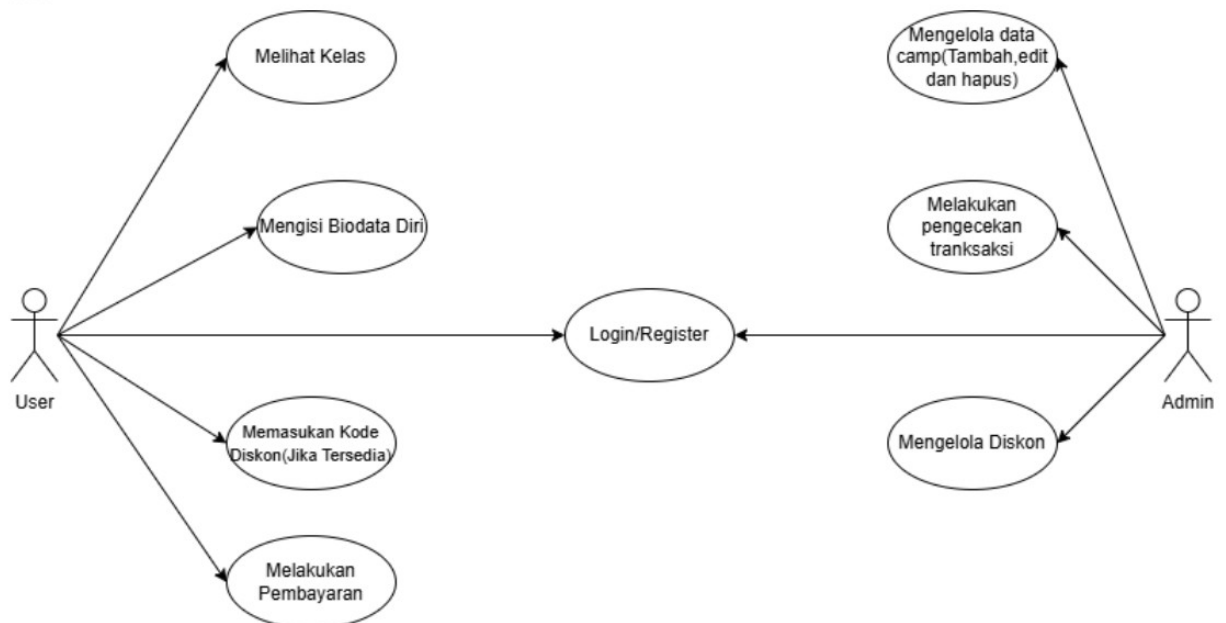 Melihat Kelas
Mengelola data
camp(Tambah,edit
dan hapus)
Mengisi Biodata Diri
Melakukan
pengecekan
tranksaksi
Login/Register
User
Admin
Memasukan Kode
Diskon(Jika Tersedia)
Mengelola Diskon
Melakukan
Pembayaran